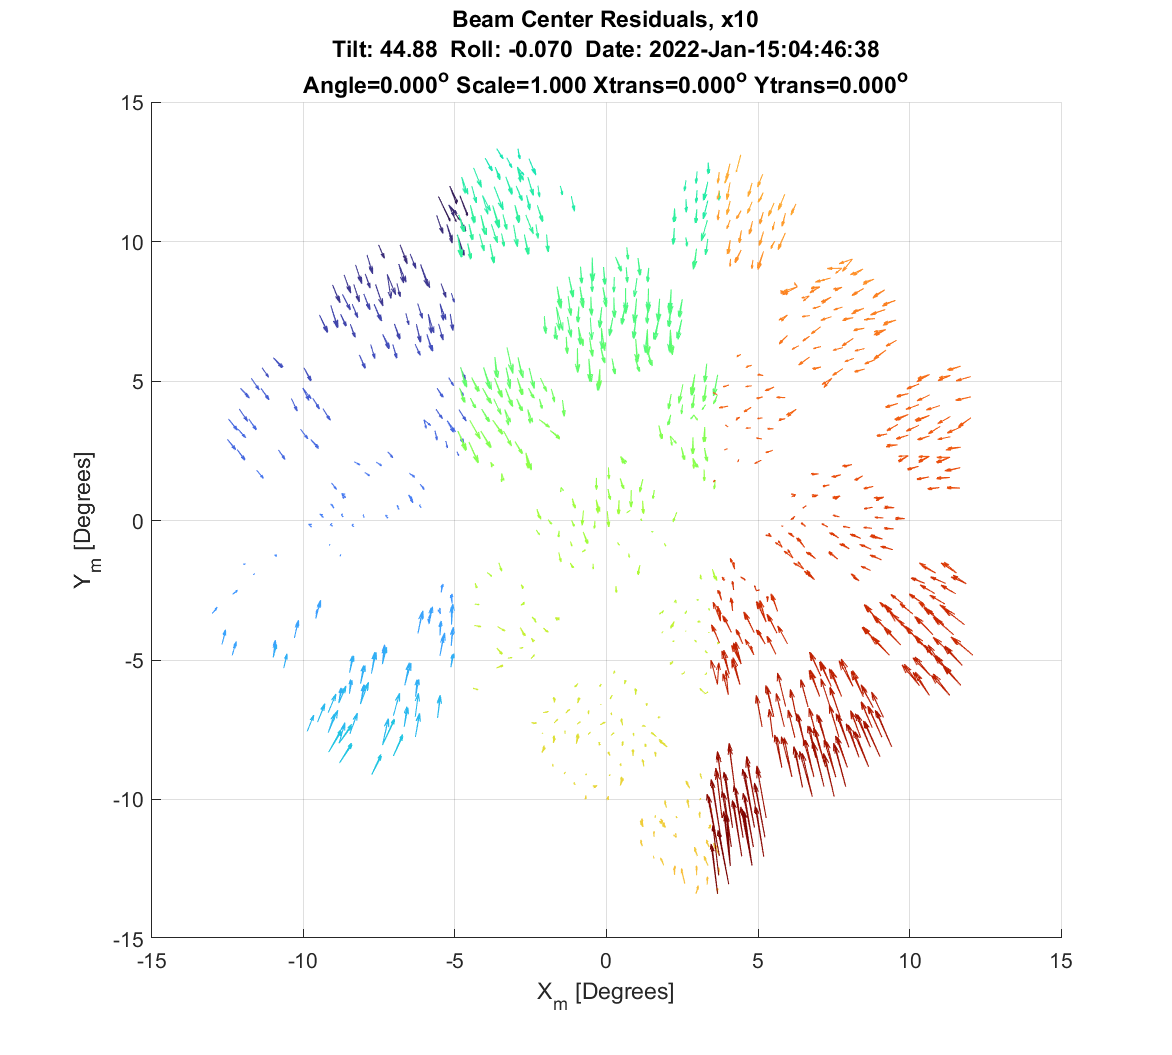 Beam Center Residuals, x10
Tilt: 44.88 Roll: -0.070 Date: 2022-Jan-15:04:46:38
Angle=0.000° Scale=1.000 Xtrans=0.000° Ytrans=0.000°
15
10
5
0
-5
-10
-15
Y_m [Degrees]
-15 -10 -5 0 5 10 15
X_m [Degrees]